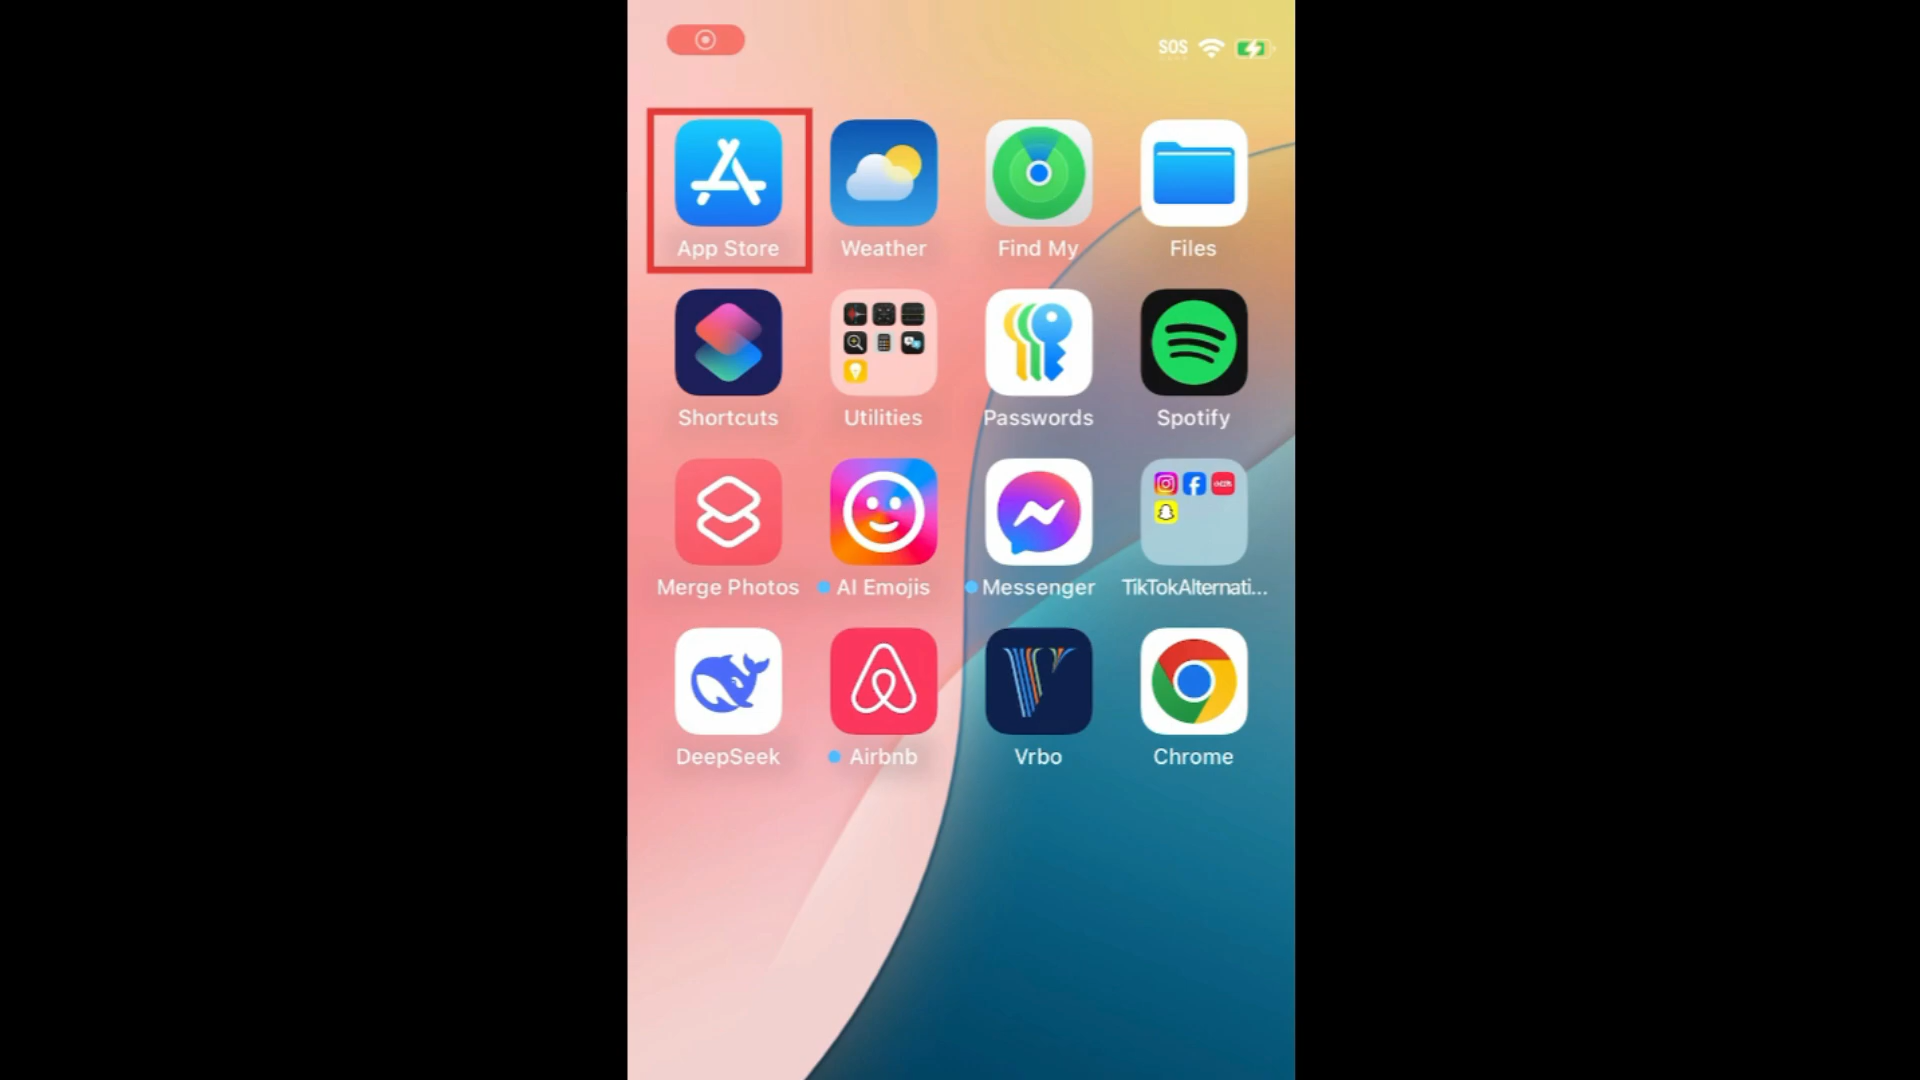 SOS
App Store
Weather
Find My
Files
Shortcuts
Utilities
Passwords
Spotify
Merge Photos
AI Emojis
Messenger
TikTokAlternati...
DeepSeek
Airbnb
Vrbo
Chrome